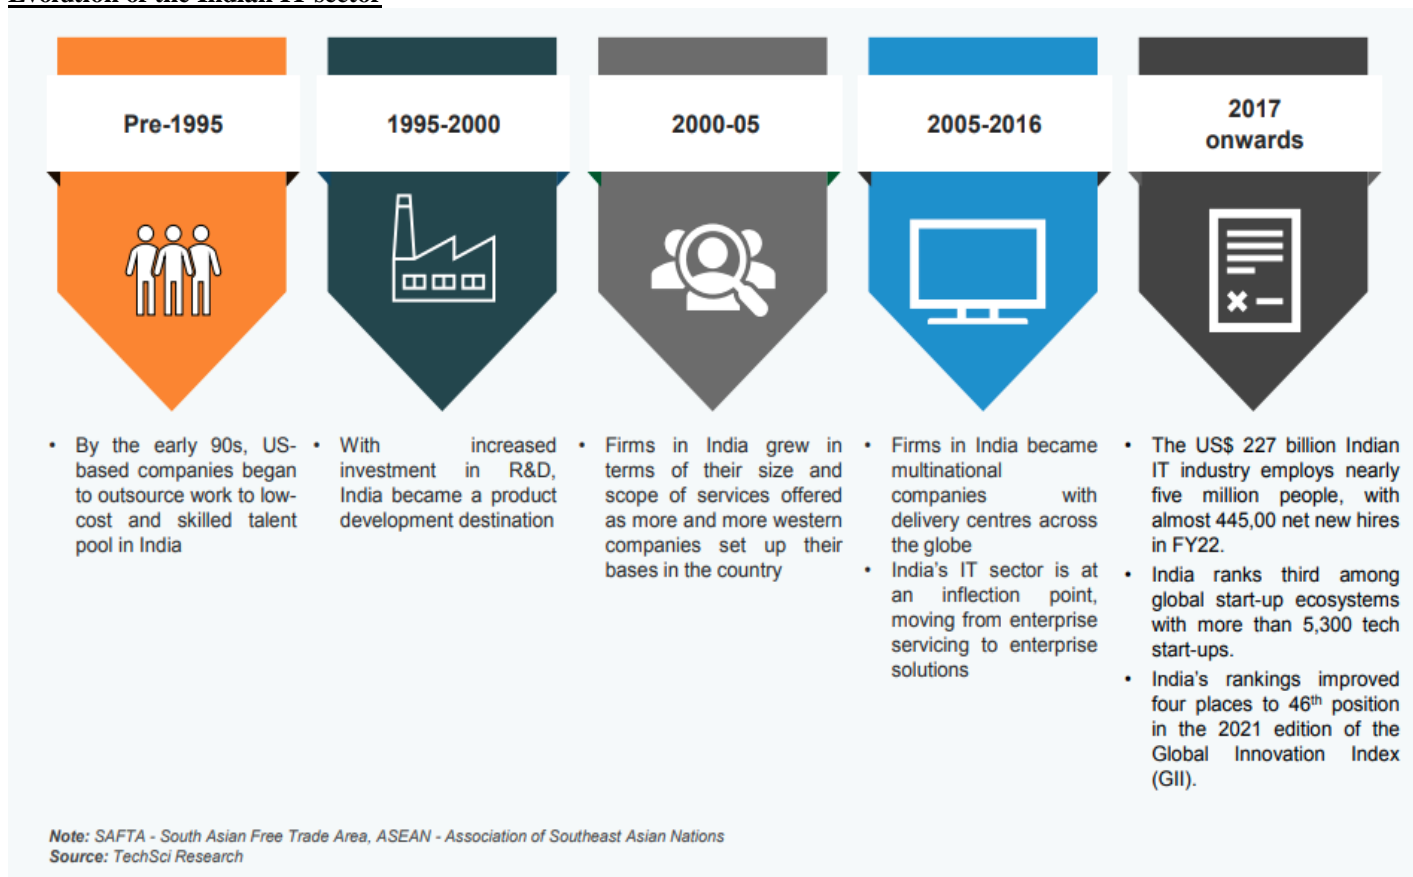 Evolution of the Indian IT sector
Pre-1995
1995-2000
2000-05
2005-2016
2017
onwards
• By the early 90s, US-
based companies began
to outsource work to low-
cost and skilled talent
pool in India
• With increased
investment in R&D,
India became a product
development destination
• Firms in India grew in
terms of their size and
scope of services offered
as more and more western
companies set up their
bases in the country
• Firms in India became
multinational
companies with
delivery centres across
the globe
• India's IT sector is at
an inflection point,
moving from enterprise
servicing to enterprise
solutions
• The US$ 227 billion Indian
IT industry employs nearly
five million people, with
almost 445,00 net new hires
in FY22.
• India ranks third among
global start-up ecosystems
with more than 5,300 tech
start-ups.
• India's rankings improved
four places to 46th position
in the 2021 edition of the
Global Innovation Index
(GII).
Note: SAFTA - South Asian Free Trade Area, ASEAN - Association of Southeast Asian Nations
Source: TechSci Research